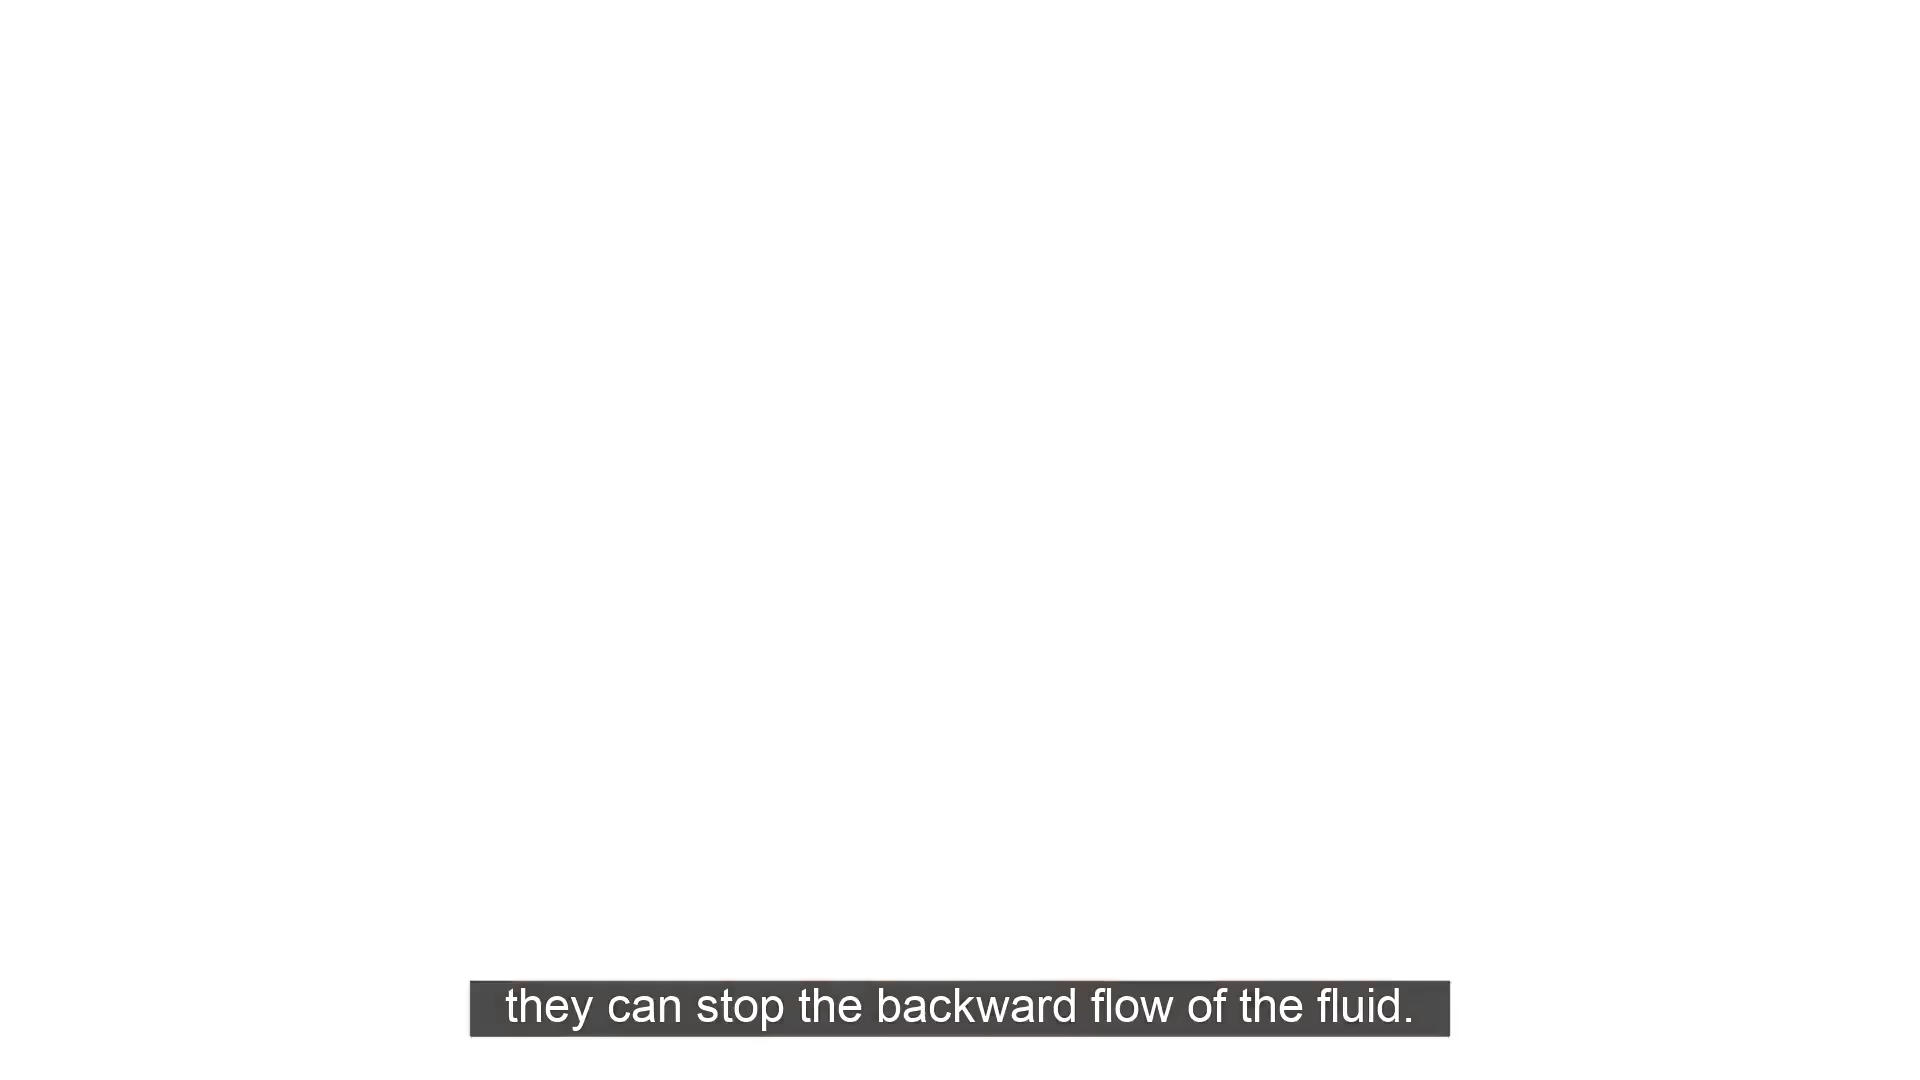 they can stop the backward flow of the fluid.